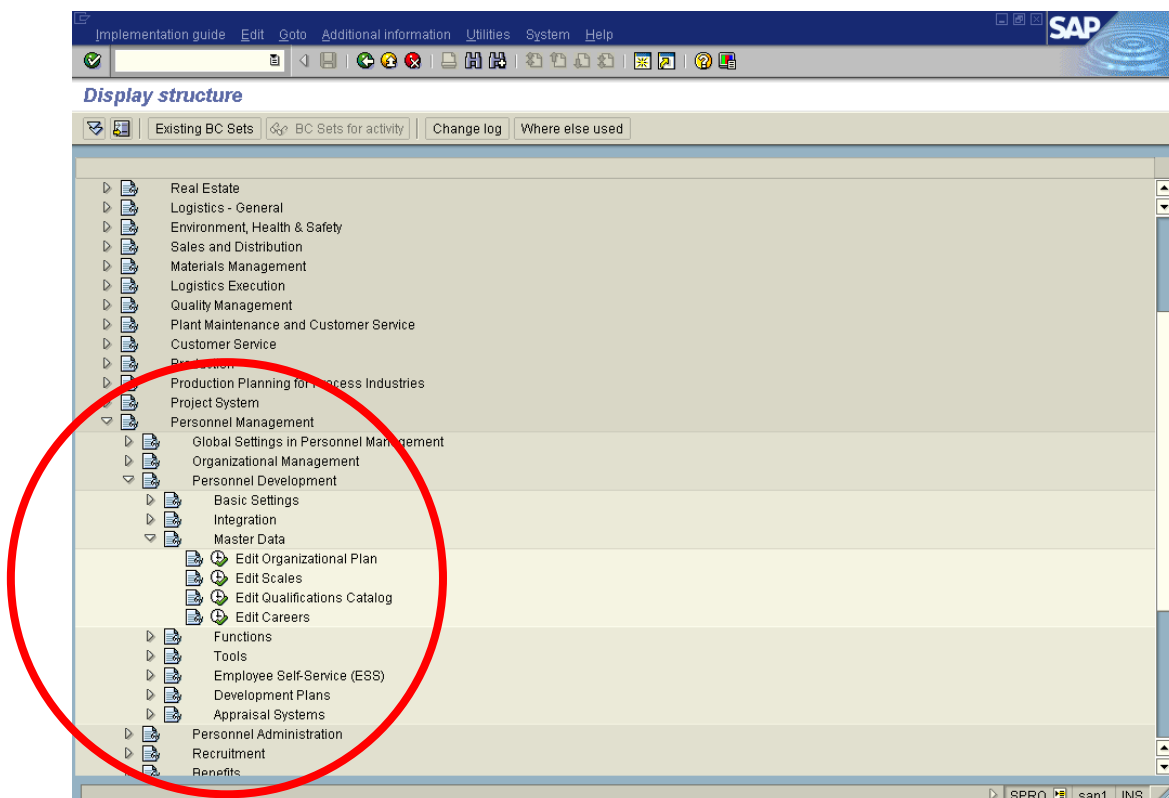 Implementation guide Edit Goto Additional information Utilities System Help
SAP
Display structure
Existing BC Sets BC Sets for activity Change log Where else used
Real Estate
Logistics - General
Environment, Health & Safety
Sales and Distribution
Materials Management
Logistics Execution
Quality Management
Plant Maintenance and Customer Service
Customer Service
Production
Production Planning for Process Industries
Project System
Personnel Management
Global Settings in Personnel Management
Organizational Management
Personnel Development
Basic Settings
Integration
Master Data
Edit Organizational Plan
Edit Scales
Edit Qualifications Catalog
Edit Careers
Functions
Tools
Employee Self-Service (ESS)
Development Plans
Appraisal Systems
Personnel Administration
Recruitment
Benefits
SPRO san1 INS